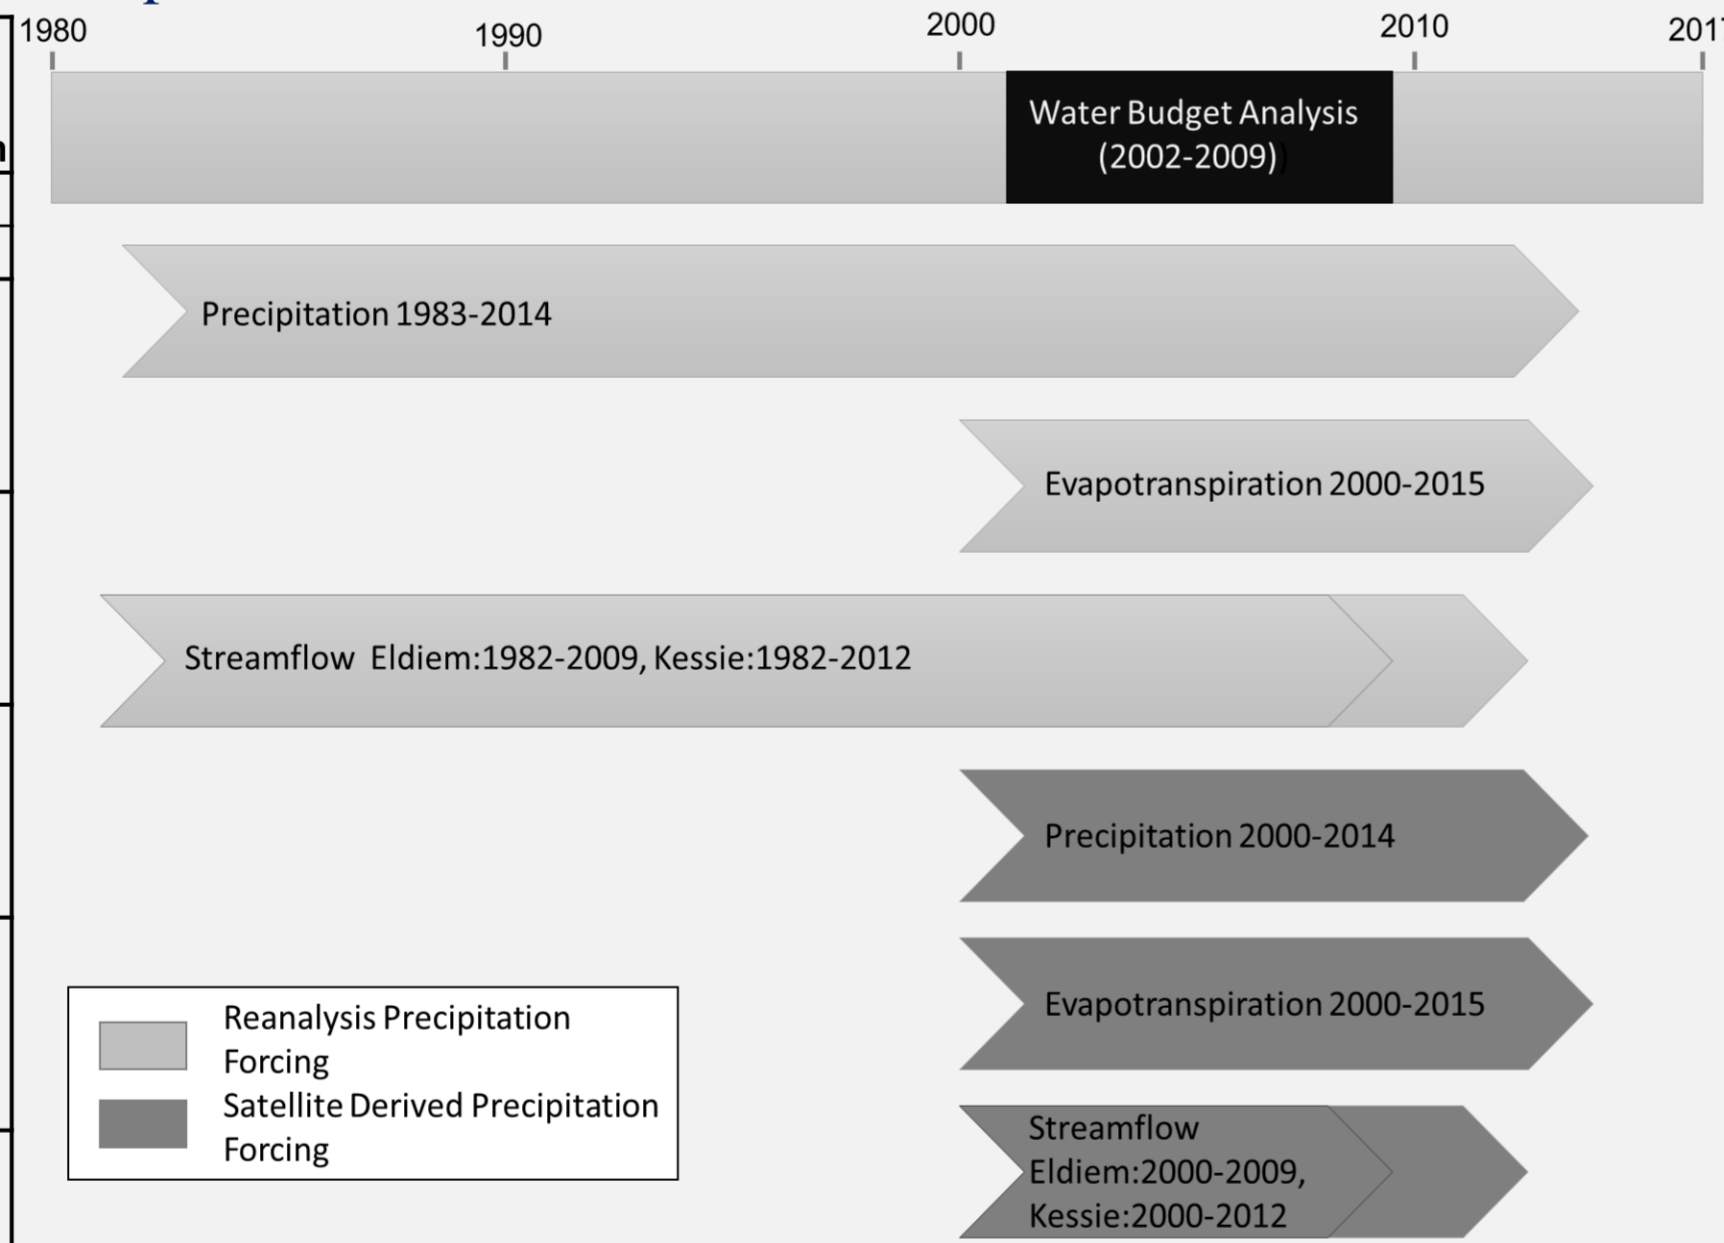 1980 1990 2000 2010
Water Budget Analysis
(2002-2009))
Precipitation 1983-2014
Evapotranspiration 2000-2015
Streamflow Eldiem:1982-2009, Kessie:1982-2012
Precipitation 2000-2014
Evapotranspiration 2000-2015
Reanalysis Precipitation
Forcing
Satellite Derived Precipitation
Forcing
Streamflow
Eldiem:2000-2009,
Kessie:2000-2012